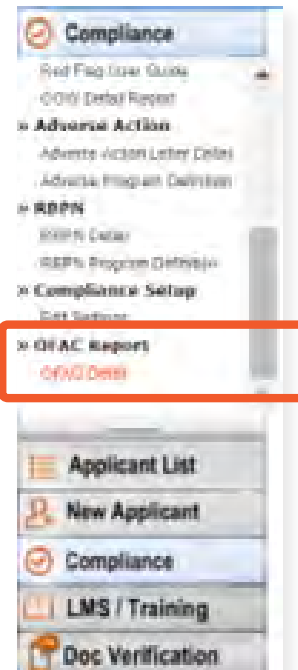 Compliance
Red Flag User Guide
Detail Report
» Adverse Action
Adverse Action Letter
Adverse Program Definition
» RBPN
RBPN
RBPN Program Definition
» Compliance Setup
Edit Settings
» OFAC Report
OFAC Detail
Applicant List
New Applicant
Compliance
LMS / Training
Doc Verification